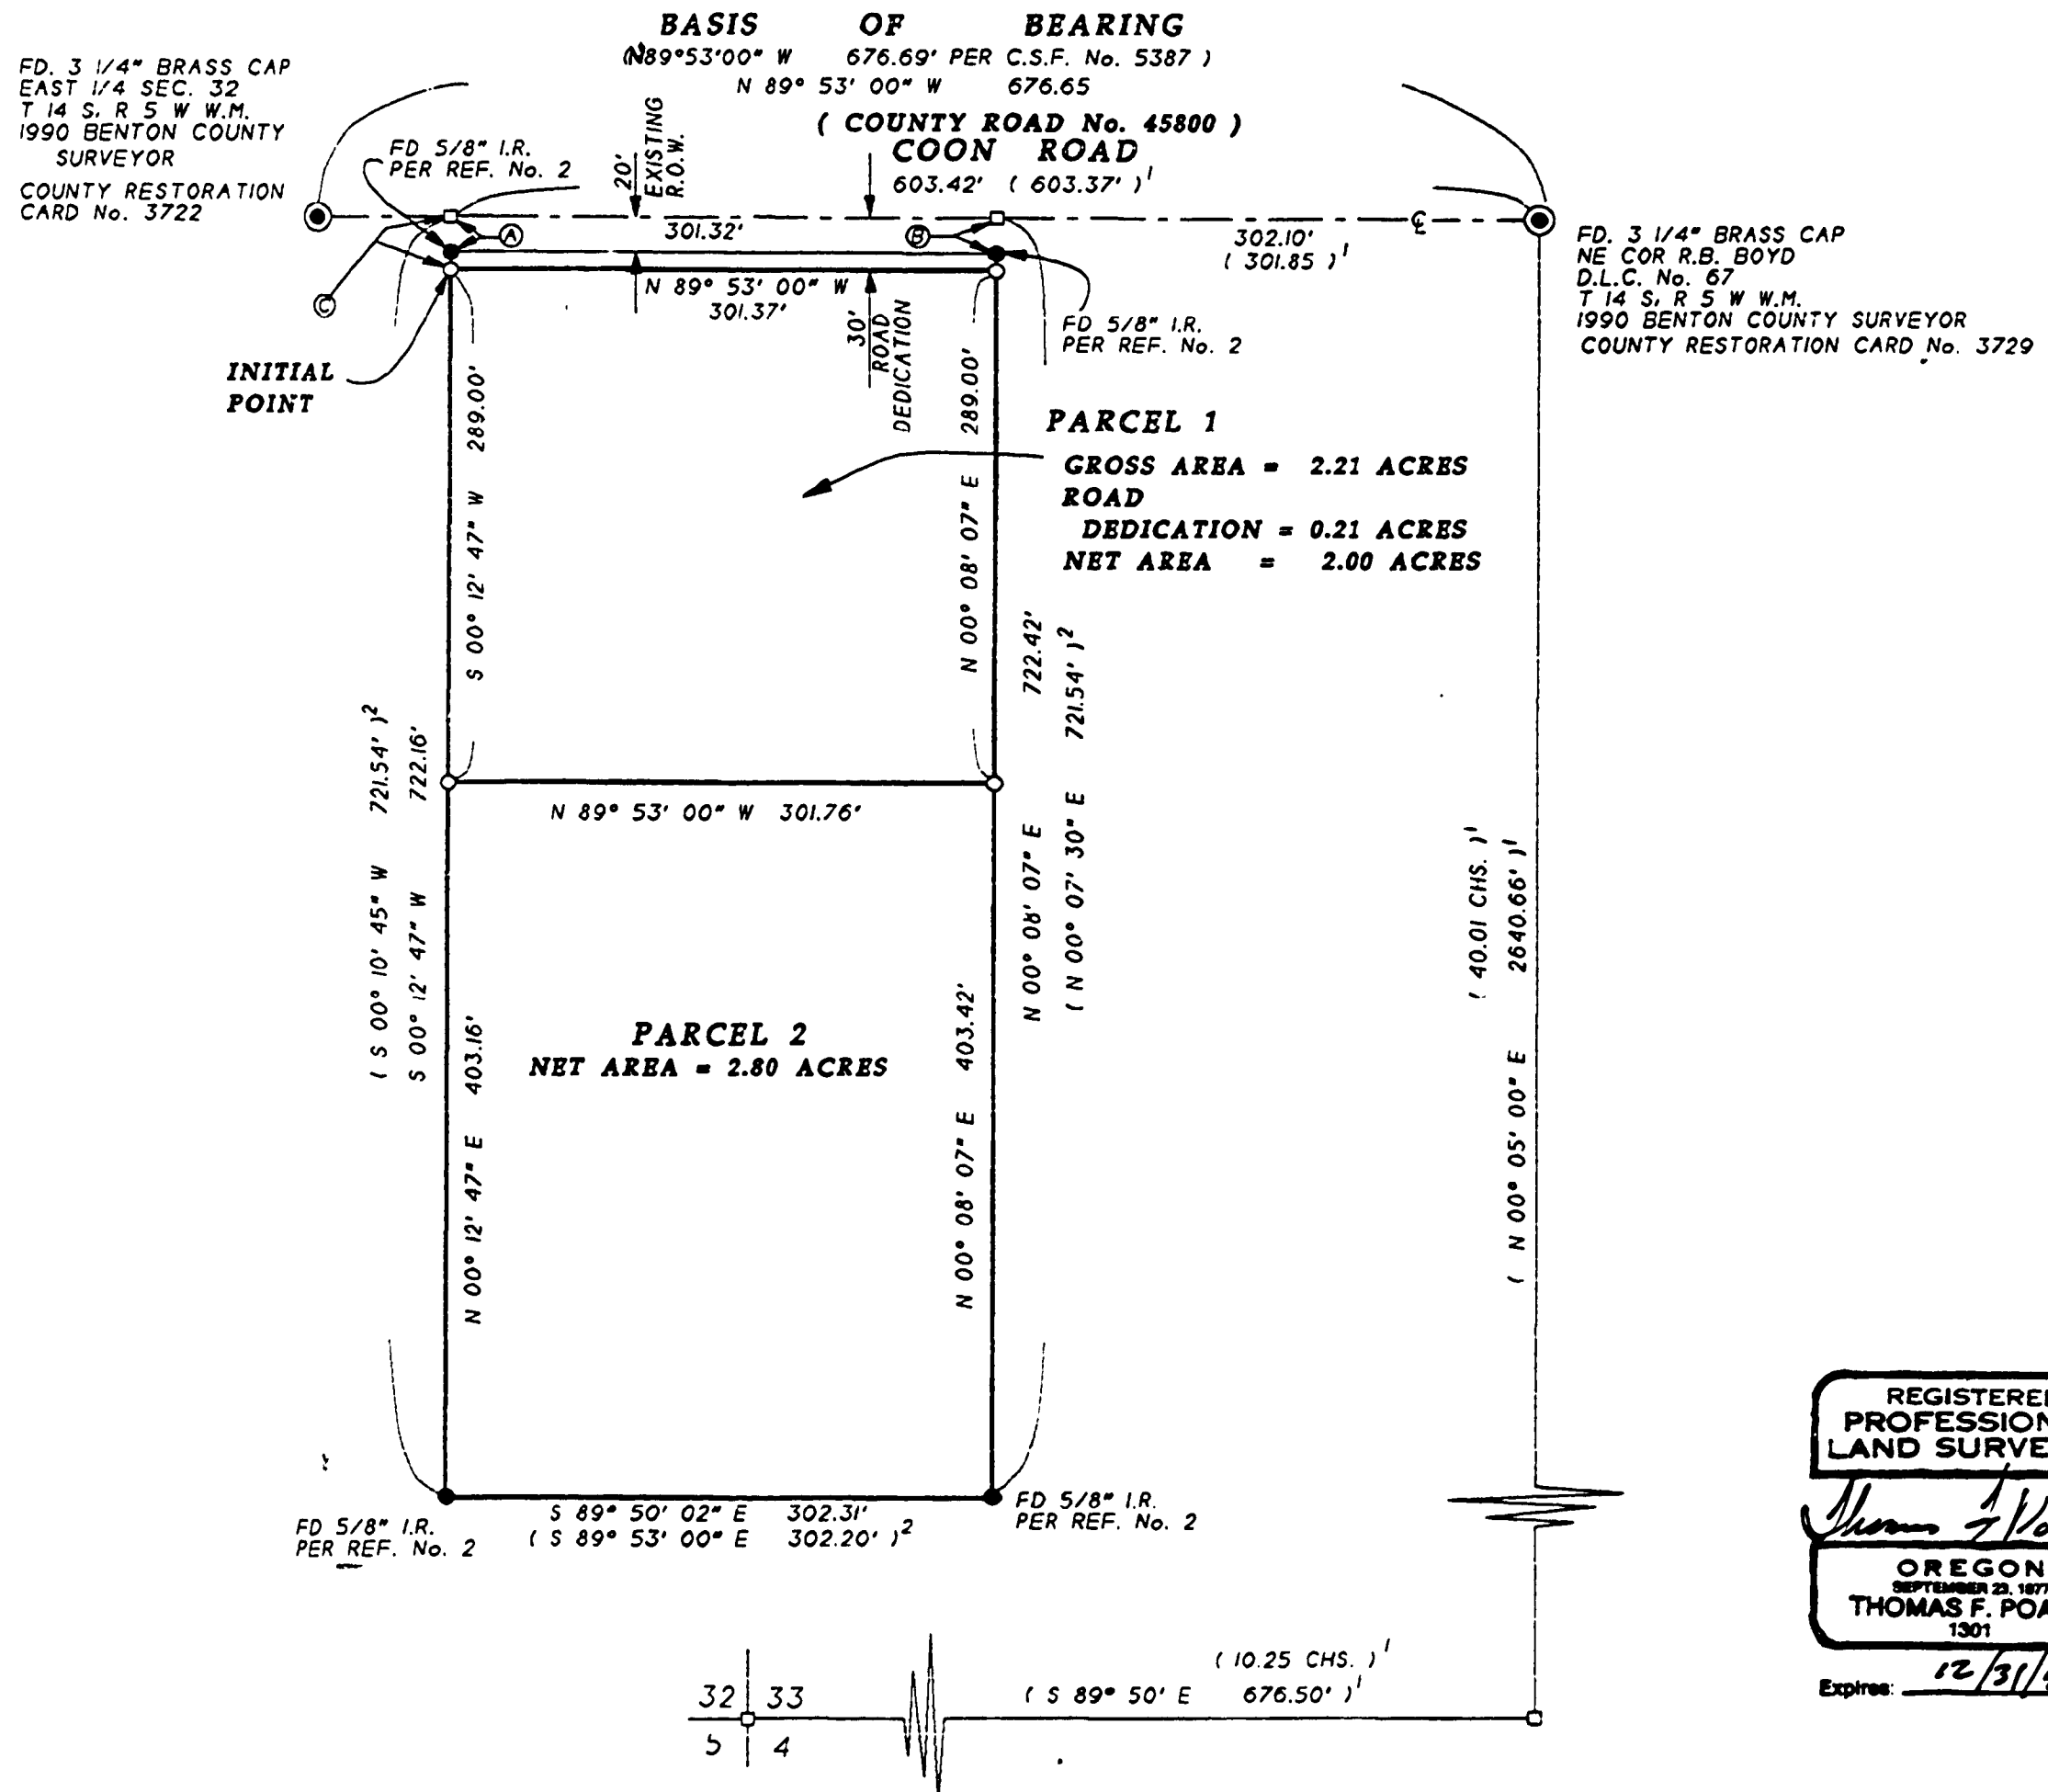 BASIS OF BEARING
(N89°53'00" W 676.69' PER C.S.F. No. 5387 )
N 89° 53' 00" W 676.65
( COUNTY ROAD No. 45800 )
COON ROAD
603.42' ( 603.37' )¹
FD. 3 1/4" BRASS CAP
EAST 1/4 SEC. 32
T 14 S, R 5 W W.M.
1990 BENTON COUNTY
SURVEYOR
COUNTY RESTORATION
CARD No. 3722
FD 5/8" I.R.
PER REF. No. 2
20'
EXISTING
R.O.W.
301.32'
A
B
C
302.10'
( 301.85 )¹
℄
FD. 3 1/4" BRASS CAP
NE COR R.B. BOYD
D.L.C. No. 67
T 14 S, R 5 W W.M.
1990 BENTON COUNTY SURVEYOR
COUNTY RESTORATION CARD No. 3729
N 89° 53' 00" W
301.37'
30'
ROAD
DEDICATION
FD 5/8" I.R.
PER REF. No. 2
INITIAL
POINT
S 00° 12' 47" W 289.00'
N 00° 08' 07" E 289.00'
PARCEL 1
GROSS AREA = 2.21 ACRES
ROAD
DEDICATION = 0.21 ACRES
NET AREA = 2.00 ACRES
( S 00° 10' 45" W 721.54' )²
S 00° 12' 47" W 722.16'
N 00° 08' 07" E 722.42'
( N 00° 07' 30" E 721.54' )²
N 89° 53' 00" W 301.76'
( 40.01 CHS. )¹
( N 00° 05' 00" E 2640.66' )¹
N 00° 12' 47" E 403.16'
PARCEL 2
NET AREA = 2.80 ACRES
N 00° 08' 07" E 403.42'
FD 5/8" I.R.
PER REF. No. 2
S 89° 50' 02" E 302.31'
( S 89° 53' 00" E 302.20' )²
FD 5/8" I.R.
PER REF. No. 2
REGISTERED
PROFESSION
LAND SURVE
OREGON
SEPTEMBER 23, 1977
THOMAS F. POA
1301
Expires: 12/31/
32 33
5 4
( 10.25 CHS. )¹
( S 89° 50' E 676.50' )¹